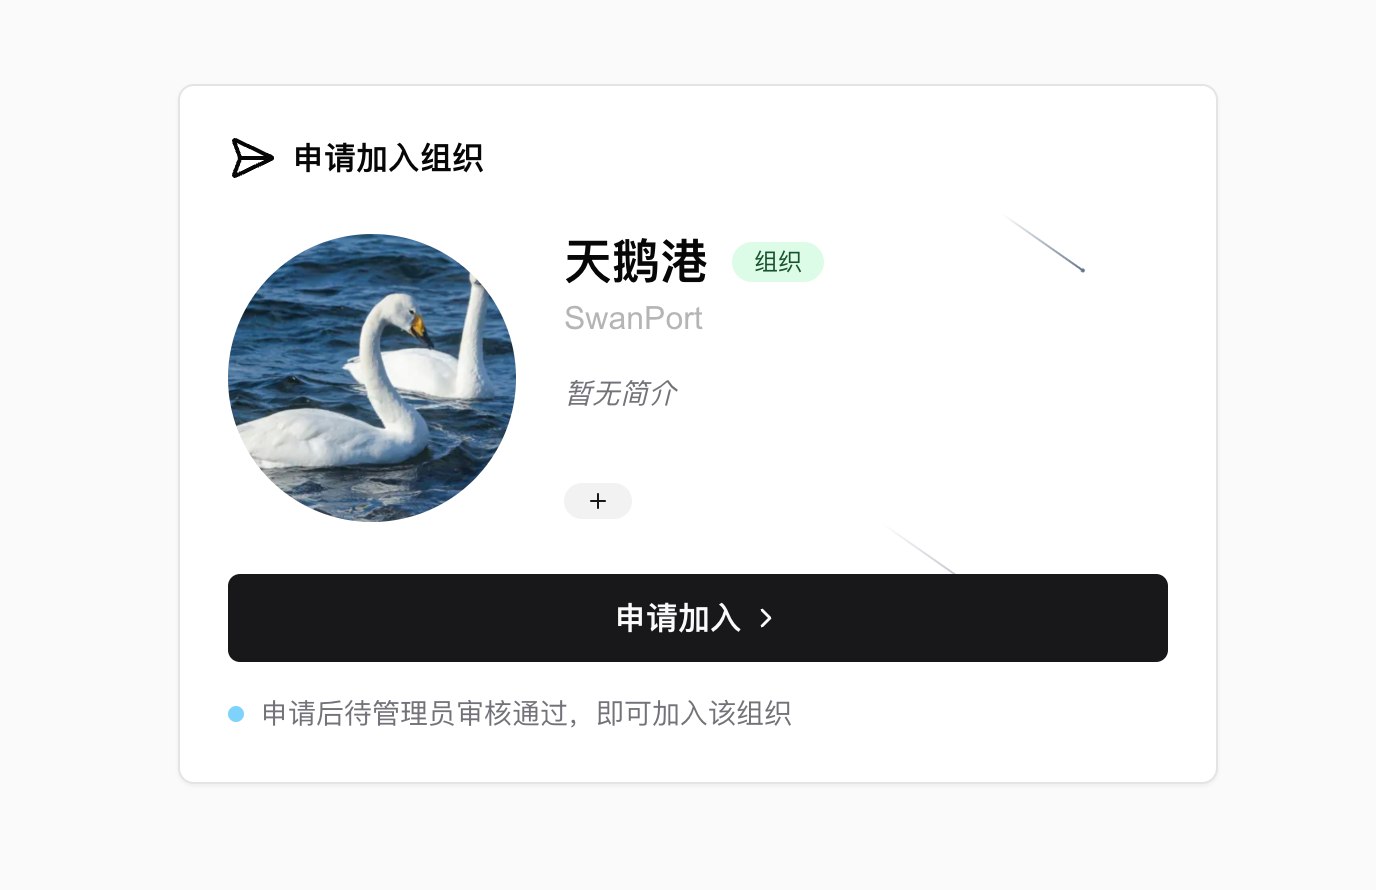 申请加入组织
天鹅港 组织
SwanPort
暂无简介
+
申请加入 >
申请后待管理员审核通过，即可加入该组织